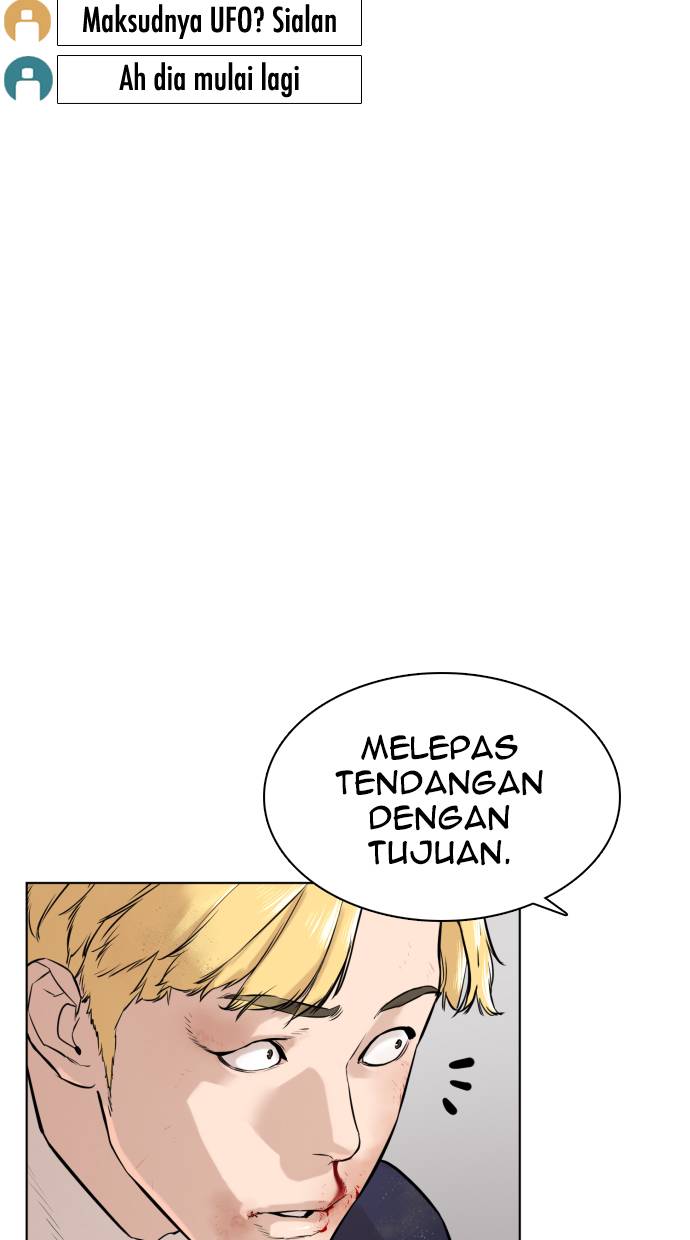 Maksudnya UFO? Sialan
Ah dia mulai lagi
MELEPAS
TENDANGAN
DENGAN
TUJUAN.